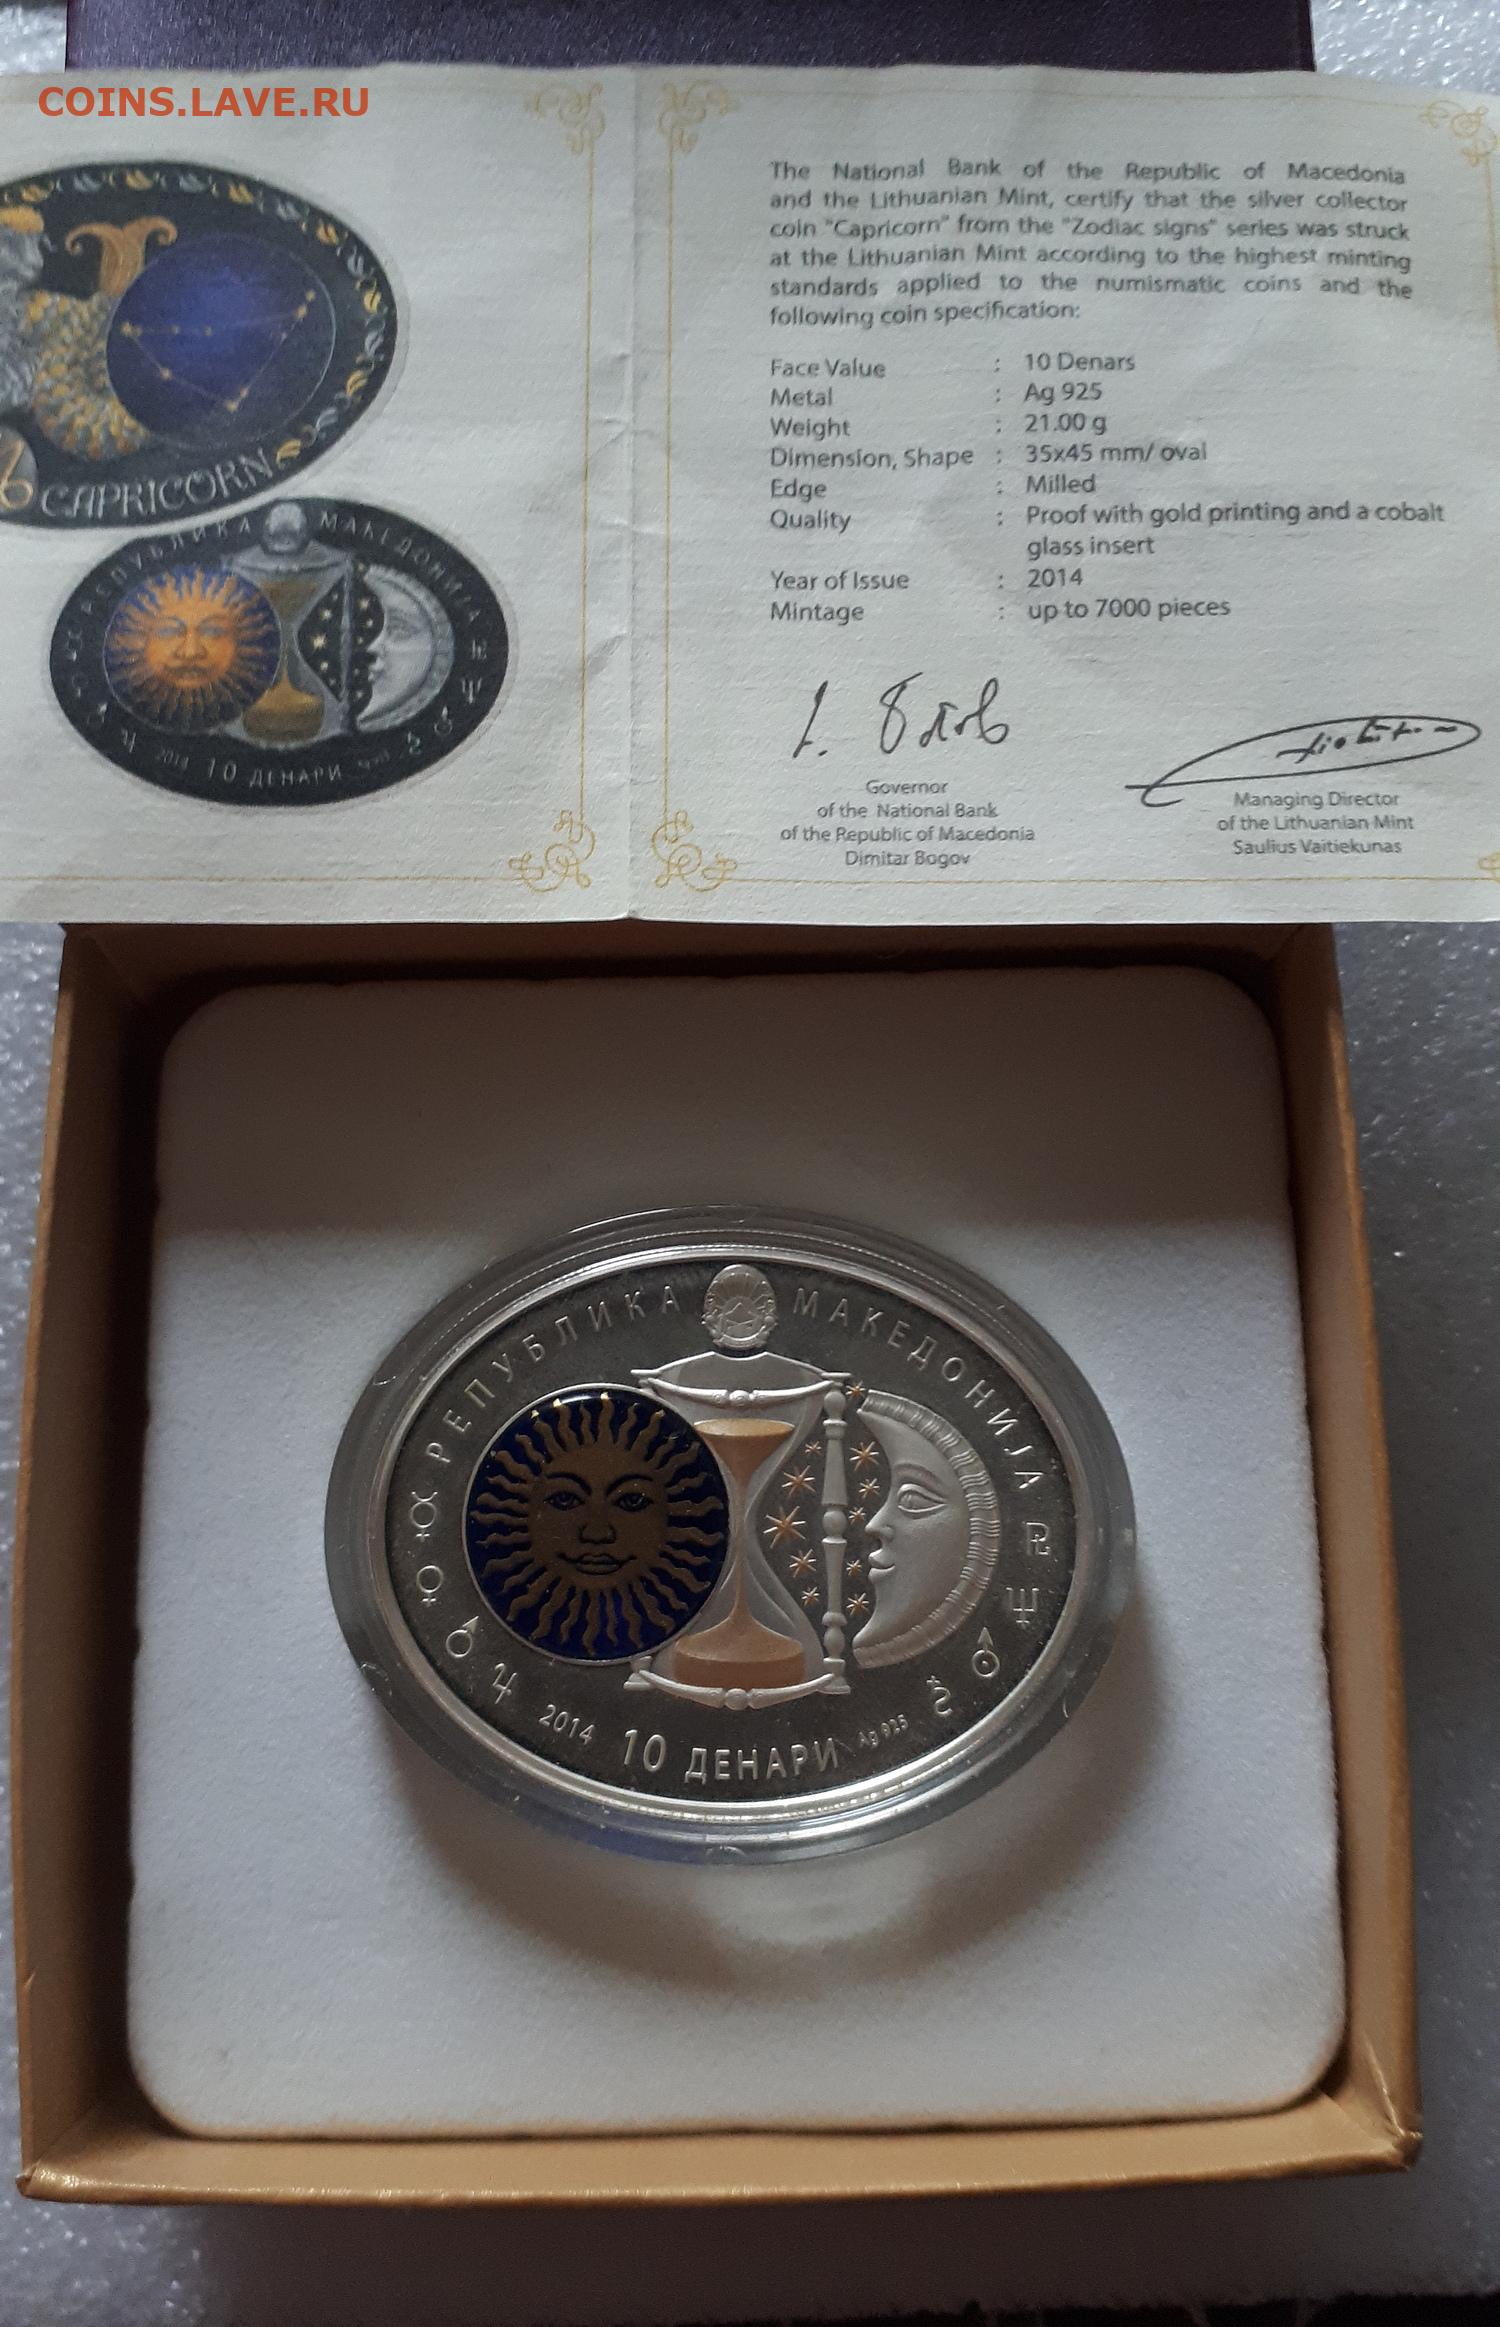 COINS.LAVE.RU
CAPRICORN
РЕПУБЛИКА МАКЕДОНИЈА
2014 10 ДЕНАРИ
The National Bank of the Republic of Macedonia
and the Lithuanian Mint, certify that the silver collector
coin "Capricorn" from the "Zodiac signs" series was struck
at the Lithuanian Mint according to the highest minting
standards applied to the numismatic coins and the
following coin specification:
Face Value : 10 Denars
Metal : Ag 925
Weight : 21.00 g
Dimension, Shape : 35x45 mm/ oval
Edge : Milled
Quality : Proof with gold printing and a cobalt
glass insert
Year of Issue : 2014
Mintage : up to 7000 pieces
Governor
of the National Bank
of the Republic of Macedonia
Dimitar Bogov
Managing Director
of the Lithuanian Mint
Saulius Vaitiekunas
РЕПУБЛИКА МАКЕДОНИЈА
2014 10 ДЕНАРИ Ag 925